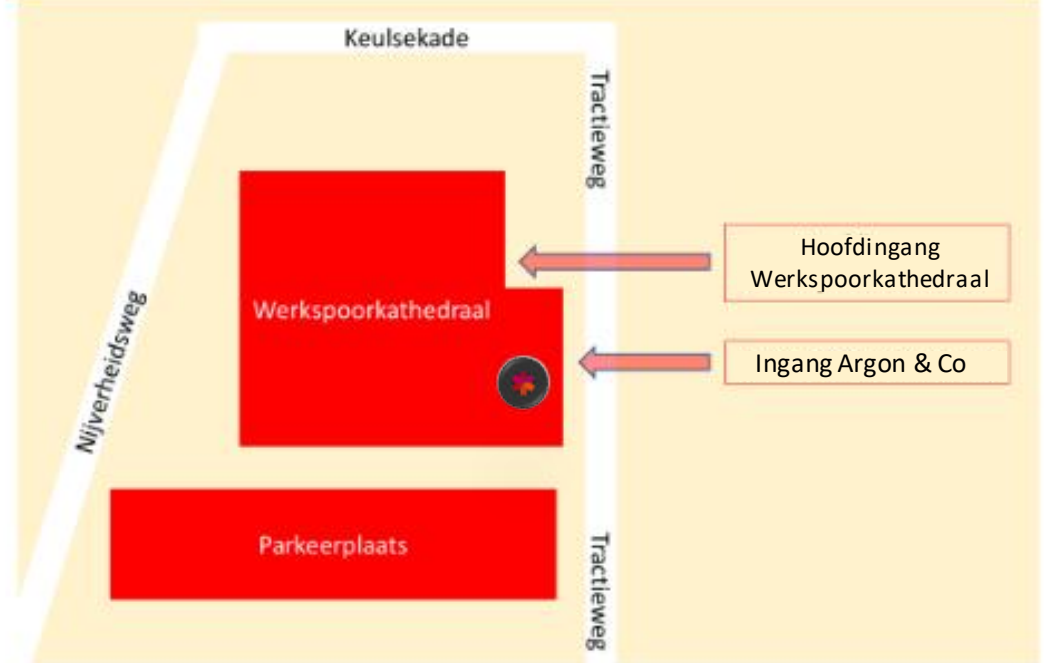 Keulsekade
Tractieweg
Hoofdingang
Werkspoorkathedraal
Werkspoorkathedraal
Nijverheidsweg
Ingang Argon & Co
Parkeerplaats
Tractieweg